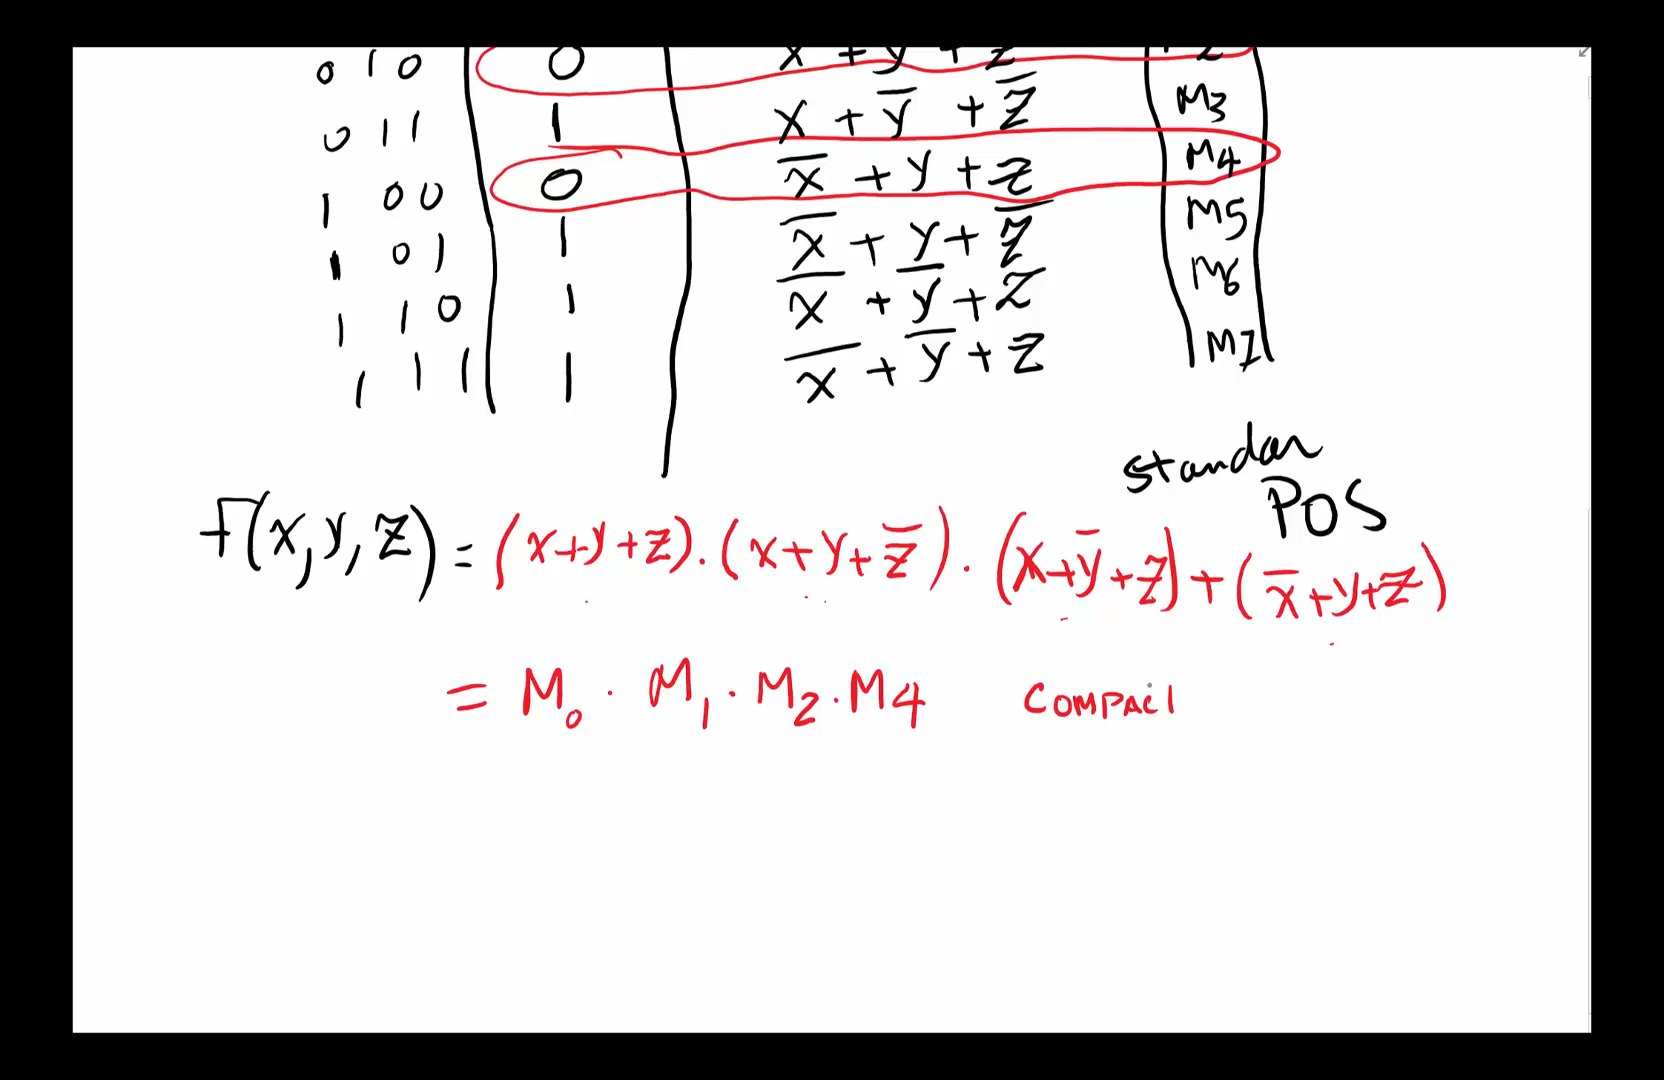 0 1 0 0 x + y + z 2
0 1 1 1 x + y̅ + z̅ M3
1 0 0 0 x̅ + y + z M4
1 0 1 1 x̅ + y + z̅ M5
1 1 0 1 x̅ + y̅ + z M6
1 1 1 1 x̅ + y̅ + z M7
standar
POS
f(x,y,z) = (x+y+z).(x+y+z̅).(x+y̅+z)+(x̅+y+z)
= M₀ . M₁ . M₂ . M4 COMPACT